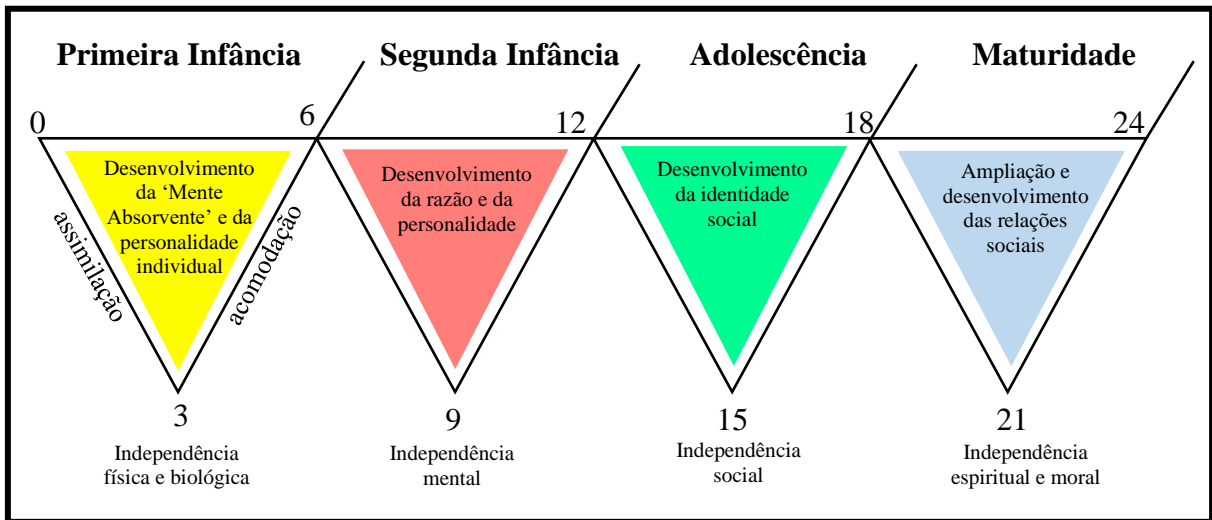 Primeira Infância
Segunda Infância
Adolescência
Maturidade
0
6
12
18
24
Desenvolvimento
da ‘Mente
Absorvente’ e da
personalidade
individual
assimilação
acomodação
Desenvolvimento
da razão e da
personalidade
Desenvolvimento
da identidade
social
Ampliação e
desenvolvimento
das relações
sociais
3
Independência
física e biológica
9
Independência
mental
15
Independência
social
21
Independência
espiritual e moral